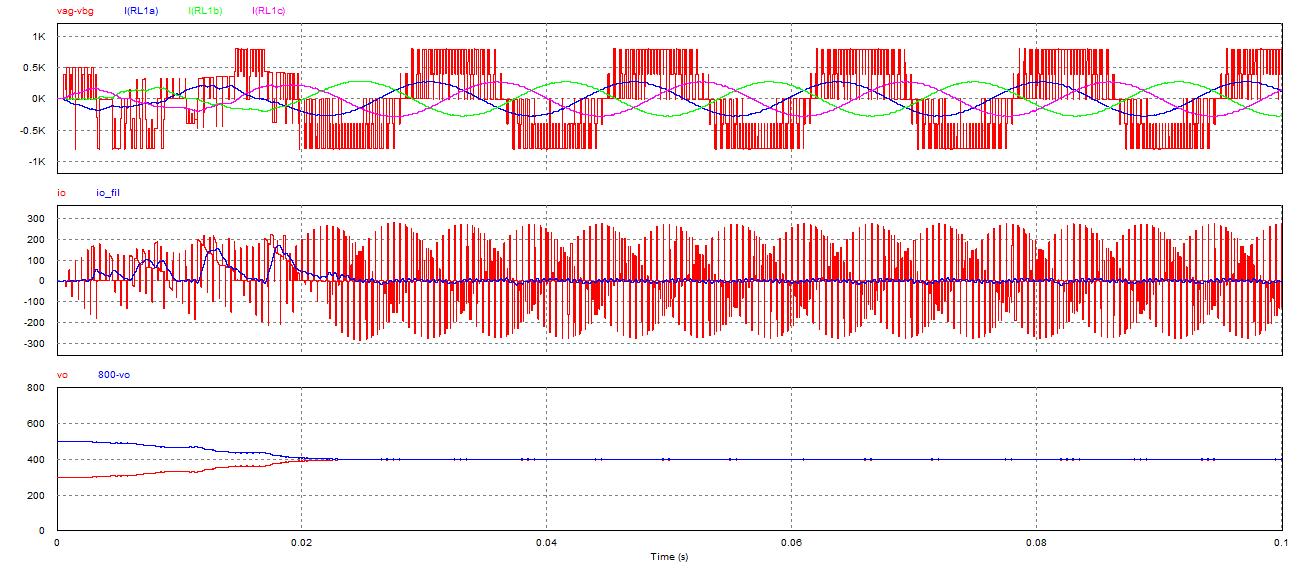 vag-vbg I(RL1a) I(RL1b) I(RL1c)
1K
0.5K
0K
-0.5K
-1K
io io_fil
300
200
100
0
-100
-200
-300
vo 800-vo
800
600
400
200
0
0 0.02 0.04 0.06 0.08 0.1
Time (s)